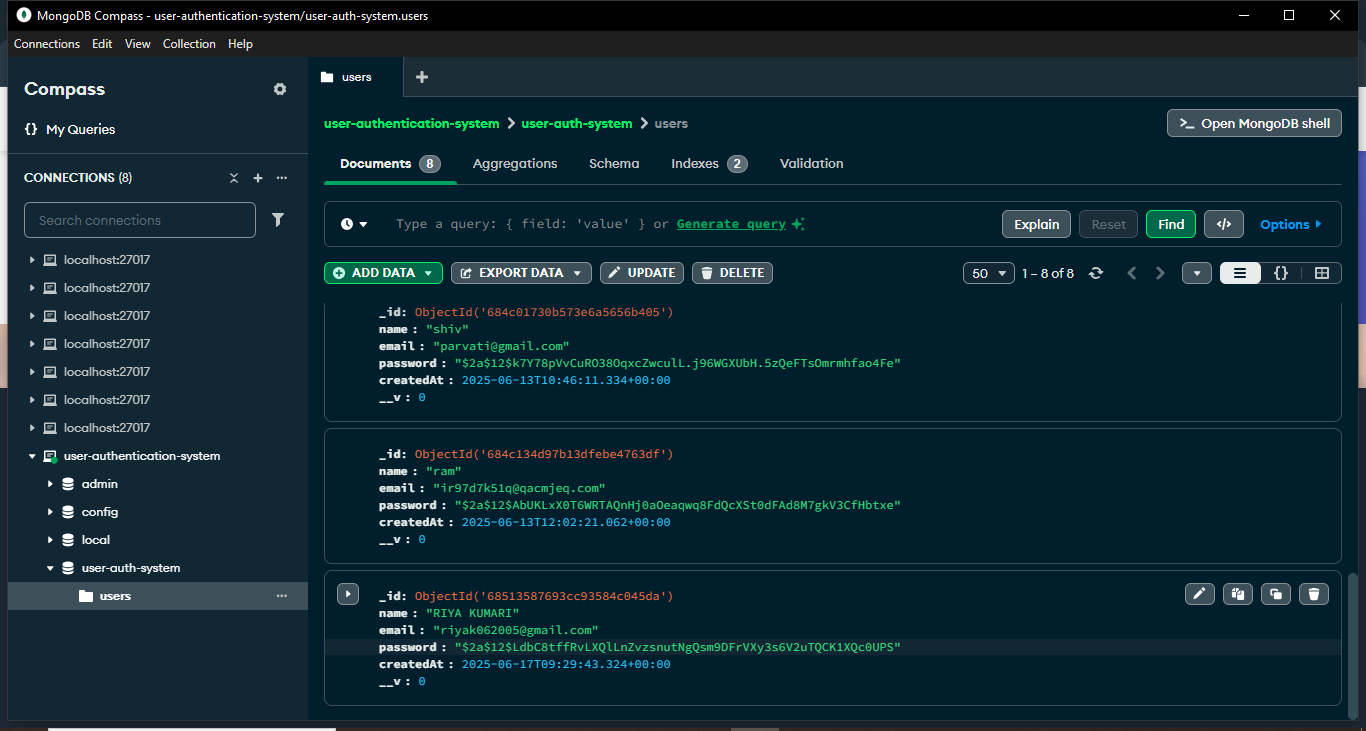 MongoDB Compass - user-authentication-system/user-auth-system.users
Connections Edit View Collection Help
Compass
{} My Queries
CONNECTIONS (8)
Search connections
localhost:27017
localhost:27017
localhost:27017
localhost:27017
localhost:27017
localhost:27017
localhost:27017
user-authentication-system
admin
config
local
user-auth-system
users
users
user-authentication-system > user-auth-system > users
>_ Open MongoDB shell
Documents 8 Aggregations Schema Indexes 2 Validation
Type a query: { field: 'value' } or Generate query
Explain Reset Find </> Options
ADD DATA EXPORT DATA UPDATE DELETE
50 1 – 8 of 8 {}
_id: ObjectId('684c01730b573e6a5656b405')
name : "shiv"
email : "parvati@gmail.com"
password : "$2a$12$k7Y78pVvCuRO38OqxcZwculL.j96WGXUbH.5zQeFTsOmrmhfao4Fe"
createdAt : 2025-06-13T10:46:11.334+00:00
__v : 0
_id: ObjectId('684c134d97b13dfebe4763df')
name : "ram"
email : "ir97d7k51q@qacmjeq.com"
password : "$2a$12$AbUKLxX0T6WRTAQnHj0aOeaqwq8FdQcXSt0dFAd8M7gkV3CfHbtxe"
createdAt : 2025-06-13T12:02:21.062+00:00
__v : 0
_id: ObjectId('68513587693cc93584c045da')
name : "RIYA KUMARI"
email : "riyak062005@gmail.com"
password : "$2a$12$LdbC8tffRvLXQlLnZvzsnutNgQsm9DFrVXy3s6V2uTQCK1XQc0UPS"
createdAt : 2025-06-17T09:29:43.324+00:00
__v : 0